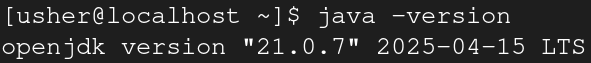 [usher@localhost ~]$ java -version
openjdk version "21.0.7" 2025-04-15 LTS